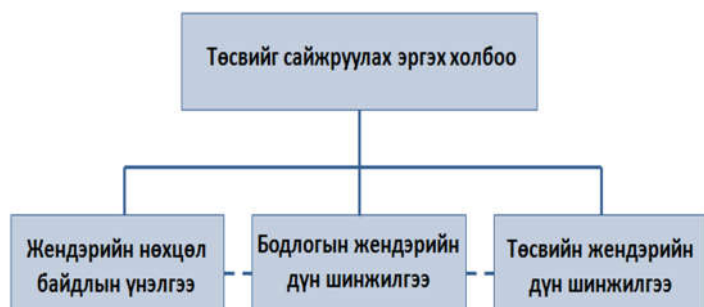 Төсвийг сайжруулах эргэх холбоо
Жендэрийн нөхцөл
байдлын үнэлгээ
Бодлогын жендэрийн
дүн шинжилгээ
Төсвийн жендэрийн
дүн шинжилгээ